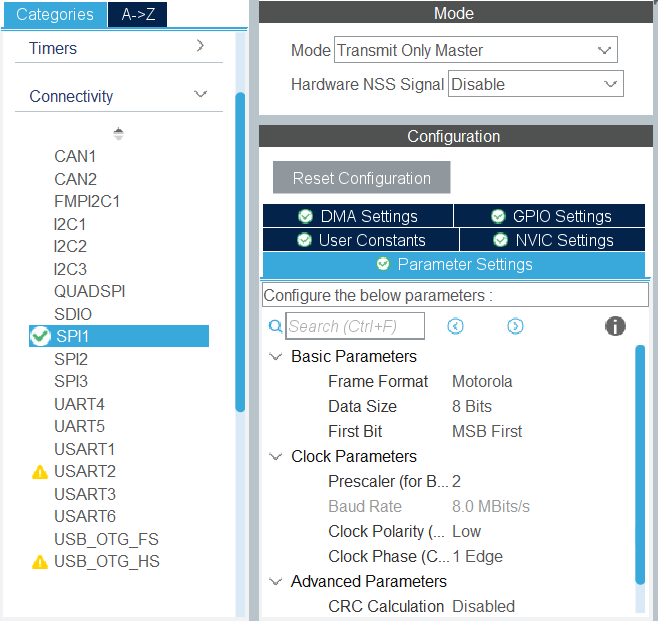 Categories
A->Z
Timers
Connectivity
CAN1
CAN2
FMPI2C1
I2C1
I2C2
I2C3
QUADSPI
SDIO
SPI1
SPI2
SPI3
UART4
UART5
USART1
USART2
USART3
USART6
USB_OTG_FS
USB_OTG_HS
Mode
Mode Transmit Only Master
Hardware NSS Signal Disable
Configuration
Reset Configuration
DMA Settings
GPIO Settings
User Constants
NVIC Settings
Parameter Settings
Configure the below parameters :
Search (Ctrl+F)
Basic Parameters
Frame Format Motorola
Data Size 8 Bits
First Bit MSB First
Clock Parameters
Prescaler (for B... 2
Baud Rate 8.0 MBits/s
Clock Polarity (... Low
Clock Phase (C... 1 Edge
Advanced Parameters
CRC Calculation Disabled